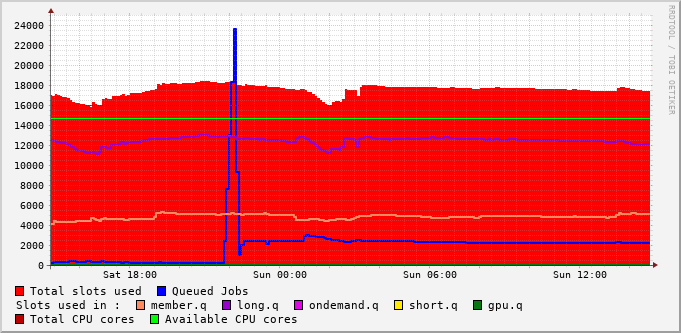 RRDTOOL / TOBI OETIKER
24000
22000
20000
18000
16000
14000
12000
10000
8000
6000
4000
2000
0
Sat 18:00 Sun 00:00 Sun 06:00 Sun 12:00
Total slots used Queued Jobs
Slots used in : member.q long.q ondemand.q short.q gpu.q
Total CPU cores Available CPU cores